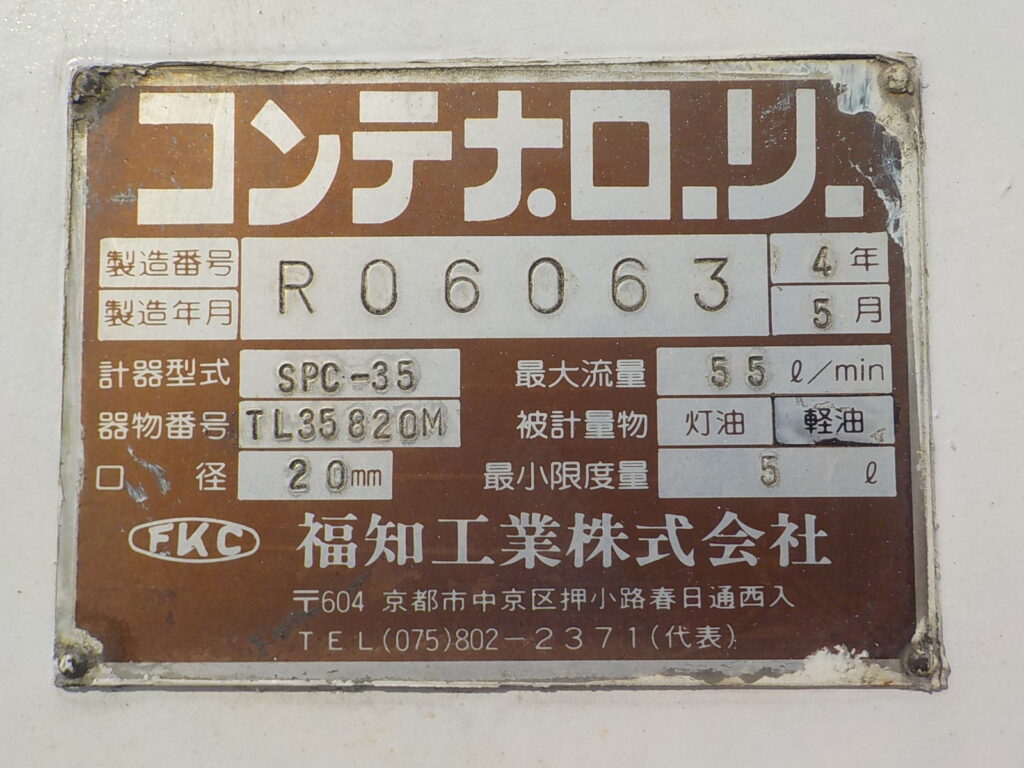 コンテナ.ロ.リ.
製造番号 R06063 4年
製造年月 5月
計器型式 SPC-35 最大流量 55 ℓ/min
器物番号 TL35820M 被計量物 灯油 軽油
口径 20mm 最小限度量 5 ℓ
FKC 福知工業株式会社
〒604 京都市中京区押小路春日通西入
TEL(075)802-2371(代表)